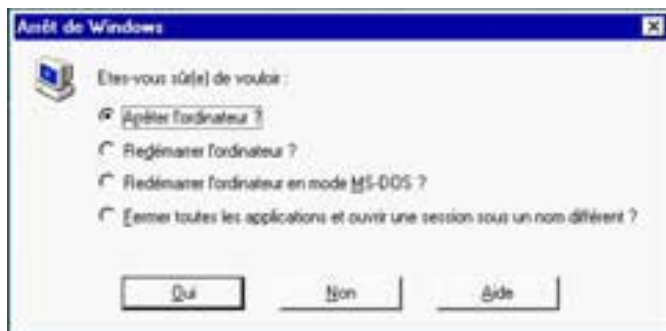 Arrêt de Windows
Etes-vous sûr(e) de vouloir :
Arrêter l'ordinateur ?
Redémarrer l'ordinateur ?
Redémarrer l'ordinateur en mode MS-DOS ?
Fermer toutes les applications et ouvrir une session sous un nom différent ?
Oui
Non
Aide